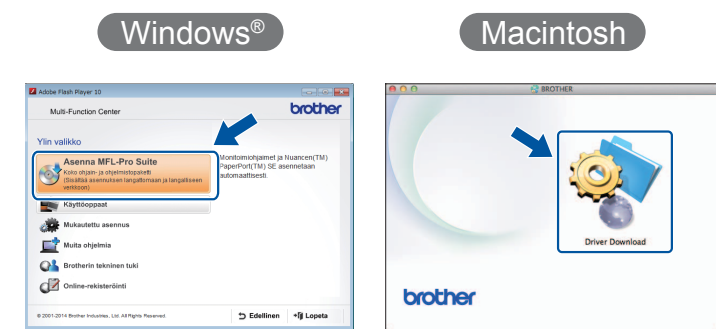 Windows®
Macintosh
Adobe Flash Player 10
Multi-Function Center
brother
Ylin valikko
Asenna MFL-Pro Suite
Koko ohjain- ja ohjelmistopaketti
(Sisältää asennuksen langattomaan ja langalliseen
verkkoon)
Monitoimiohjaimet ja Nuancen(TM)
PaperPort(TM) SE asennetaan
automaattisesti.
Käyttöoppaat
Mukautettu asennus
Muita ohjelmia
Brotherin tekninen tuki
Online-rekisteröinti
© 2001-2014 Brother Industries, Ltd. All Rights Reserved.
Edellinen
Lopeta
BROTHER
Driver Download
brother